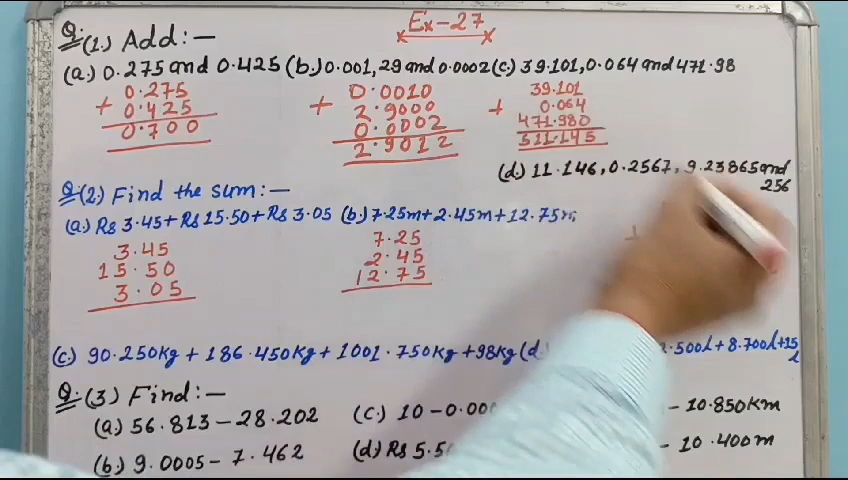 Ex-27
Q.(1.) Add:-
(a.) 0.275 and 0.425 (b.) 0.001, 29 and 0.0002 (c.) 39.101, 0.064 and 471.98
0.275
+ 0.425
0.700
0.0010
+ 2.9000
0.0002
2.9012
39.101
+ 0.064
471.980
511.145
(d.) 11.146, 0.2567, 9.23865 and
256
Q.(2) Find the sum:-
(a.) Rs 3.45 + Rs 15.50 + Rs 3.05 (b.) 7.25m + 2.45m + 12.75m
3.45
15.50
3.05
7.25
2.45
12.75
+
(c) 90.250kg + 186.450kg + 1001.750kg + 98kg (d.) 2.500l + 8.700l + 15
l
Q.(3) Find:-
(a.) 56.813 - 28.202 (c.) 10 - 0.00 - 10.850km
(b.) 9.0005 - 7.462 (d.) Rs 5.5 - 10.400m